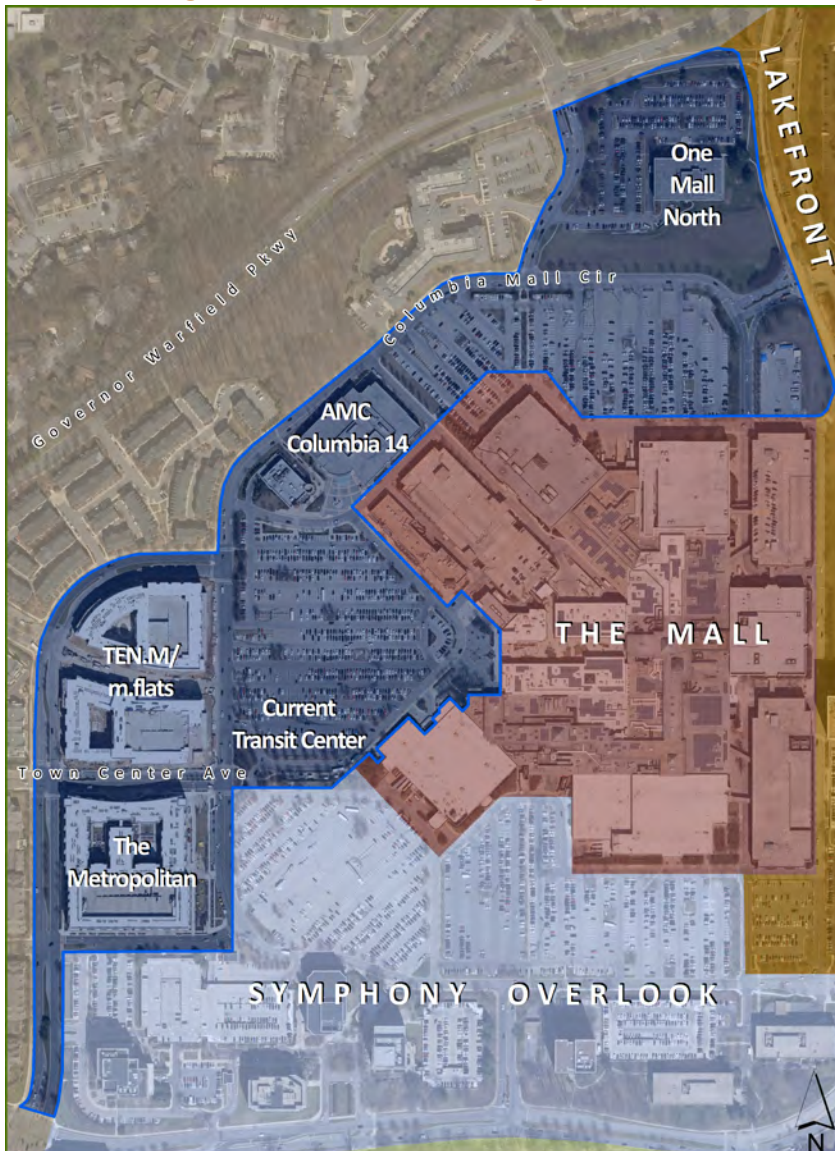 LAKEFRONT
One
Mall
North
Columbia Mall Cir
Governor Warfield Pkwy
AMC
Columbia 14
THE MALL
TEN.M/
m.flats
Current
Transit Center
Town Center Ave
The
Metropolitan
SYMPHONY OVERLOOK
N